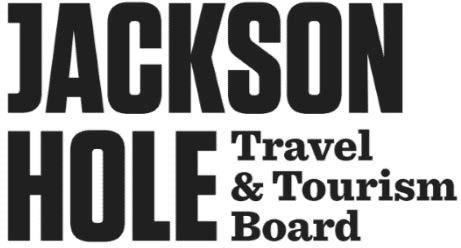 JACKSON
HOLE
Travel
& Tourism
Board